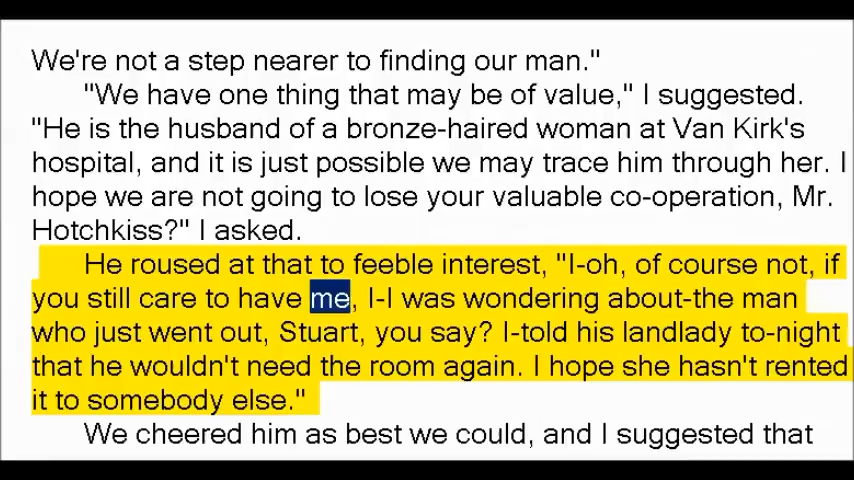 We're not a step nearer to finding our man."
"We have one thing that may be of value," I suggested.
"He is the husband of a bronze-haired woman at Van Kirk's
hospital, and it is just possible we may trace him through her. I
hope we are not going to lose your valuable co-operation, Mr.
Hotchkiss?" I asked.
He roused at that to feeble interest, "I-oh, of course not, if
you still care to have me, I-I was wondering about-the man
who just went out, Stuart, you say? I-told his landlady to-night
that he wouldn't need the room again. I hope she hasn't rented
it to somebody else."
We cheered him as best we could, and I suggested that